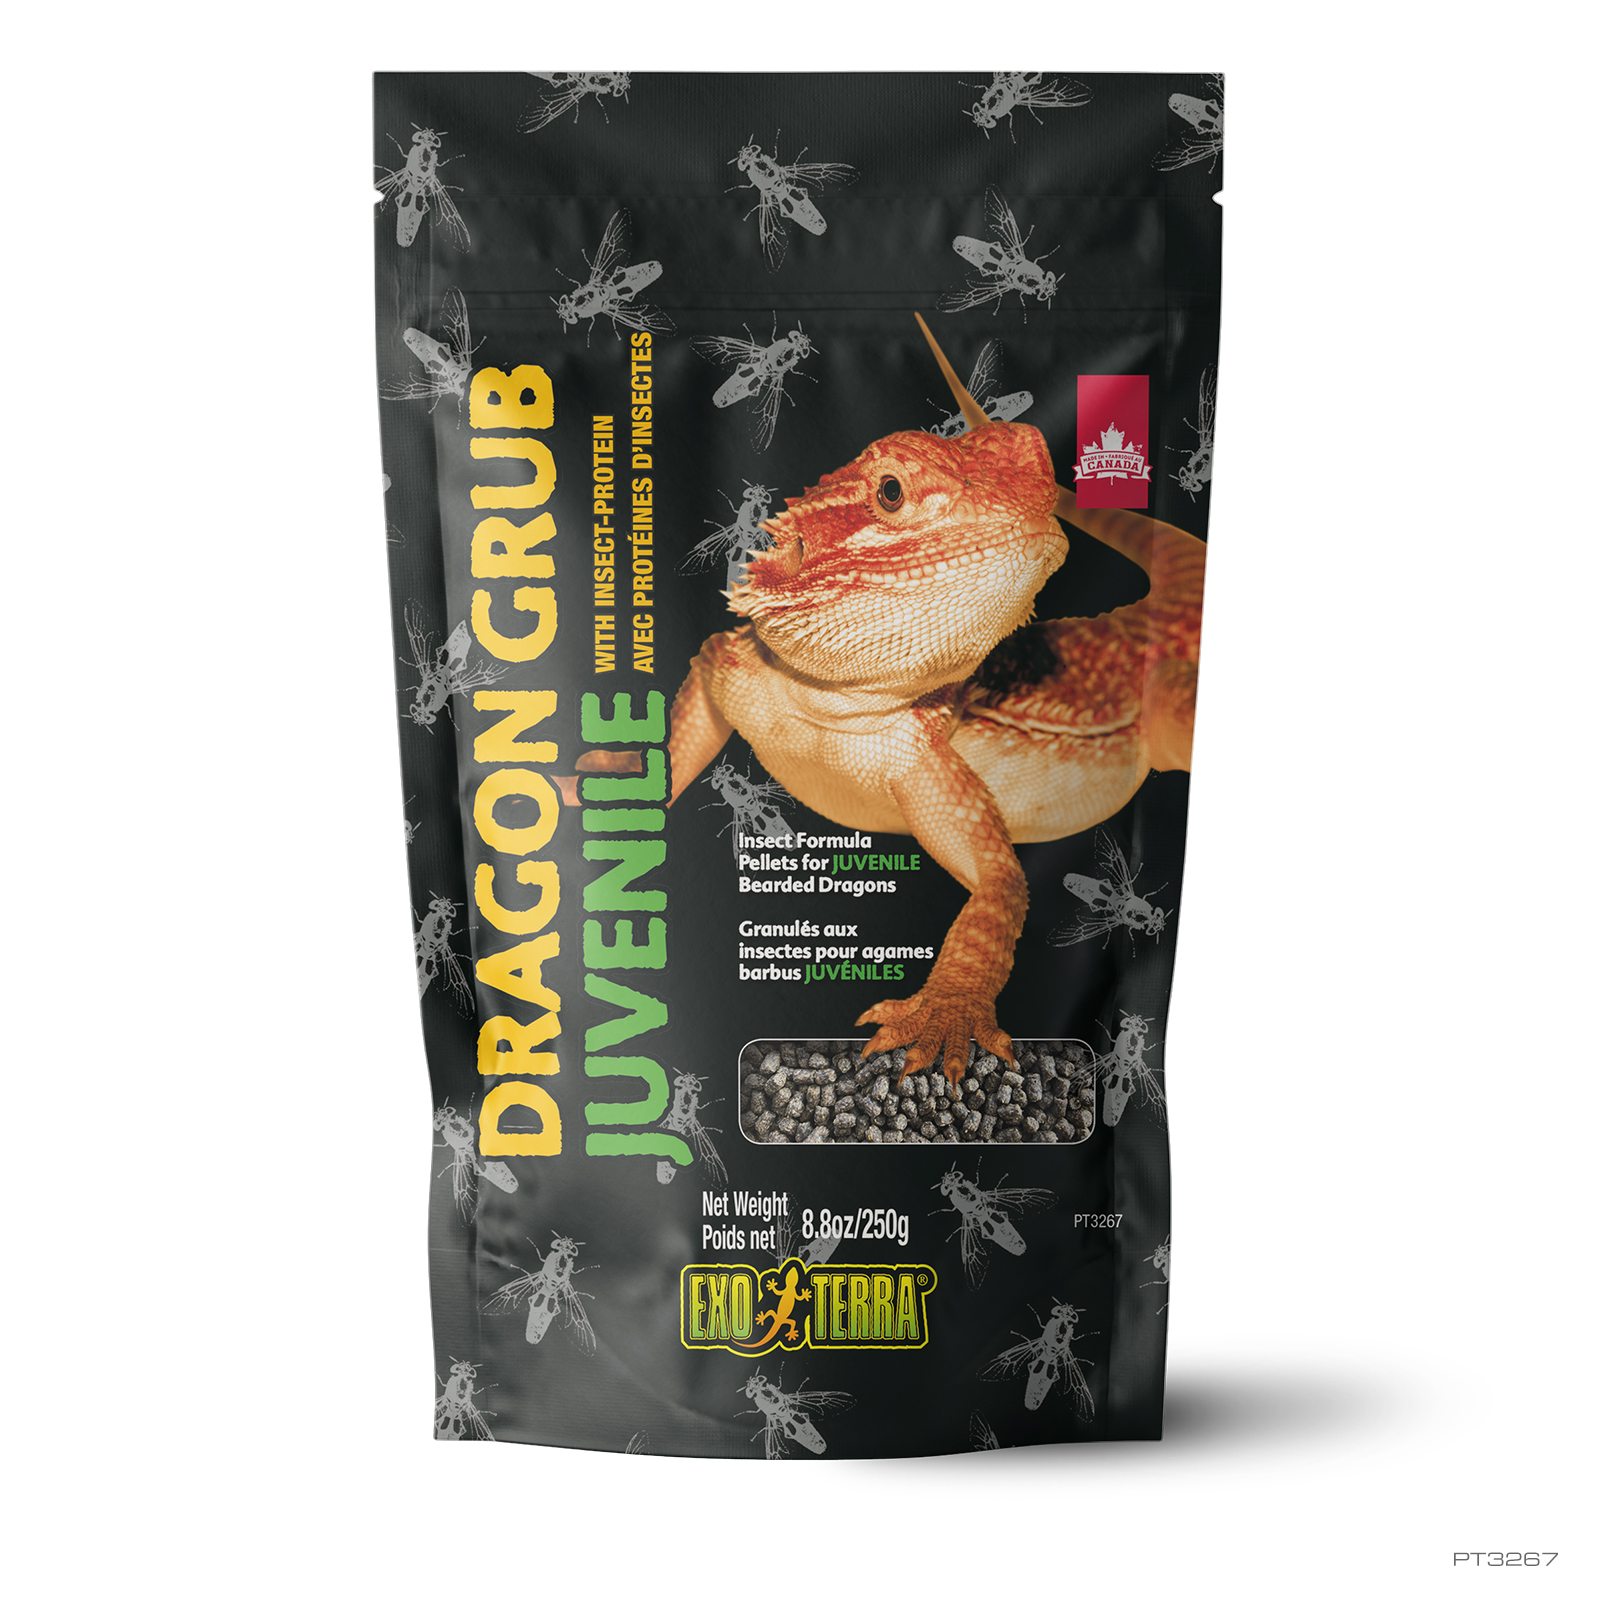 DRAGON GRUB
JUVENILE
WITH INSECT-PROTEIN
AVEC PROTÉINES D'INSECTES
MADE IN • FABRIQUÉ AU
CANADA
Insect Formula
Pellets for JUVENILE
Bearded Dragons
Granulés aux
insectes pour agames
barbus JUVÉNILES
Net Weight
Poids net
8.8oz/250g
PT3267
EXO TERRA®
PT3267